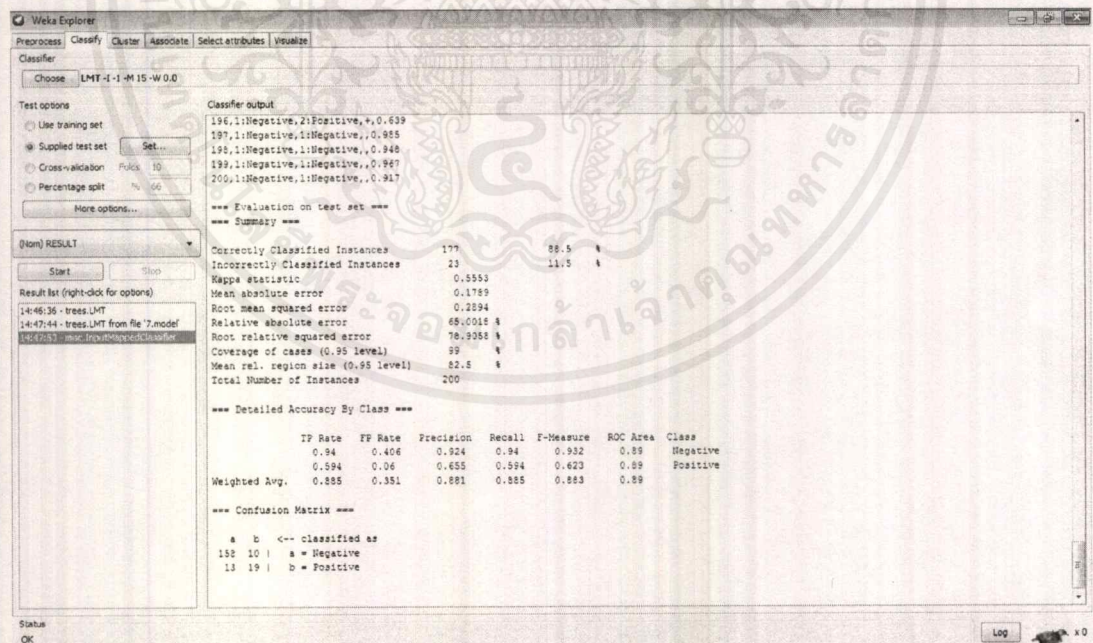 Weka Explorer
Preprocess Classify Cluster Associate Select attributes Visualize
Classifier
Choose LMT -I -1 -M 15 -W 0.0
Test options
Use training set
Supplied test set Set...
Cross-validation Folds 10
Percentage split % 66
More options...
(Nom) RESULT
Start Stop
Result list (right-click for options)
14:46:36 - trees.LMT
14:47:44 - trees.LMT from file '7.model'
14:47:53 - misc.InputMappedClassifier
Classifier output
196,1:Negative,2:Positive,+,0.639
197,1:Negative,1:Negative,,0.985
198,1:Negative,1:Negative,,0.948
199,1:Negative,1:Negative,,0.967
200,1:Negative,1:Negative,,0.917
=== Evaluation on test set ===
=== Summary ===
Correctly Classified Instances 177 88.5 %
Incorrectly Classified Instances 23 11.5 %
Kappa statistic 0.5553
Mean absolute error 0.1789
Root mean squared error 0.2894
Relative absolute error 65.0018 %
Root relative squared error 78.9358 %
Coverage of cases (0.95 level) 99 %
Mean rel. region size (0.95 level) 82.5 %
Total Number of Instances 200
=== Detailed Accuracy By Class ===
TP Rate FP Rate Precision Recall F-Measure ROC Area Class
0.94 0.406 0.924 0.94 0.932 0.89 Negative
0.594 0.06 0.655 0.594 0.623 0.89 Positive
Weighted Avg. 0.885 0.351 0.881 0.885 0.883 0.89
=== Confusion Matrix ===
a b <-- classified as
158 10 | a = Negative
13 19 | b = Positive
Status
OK
Log
x 0